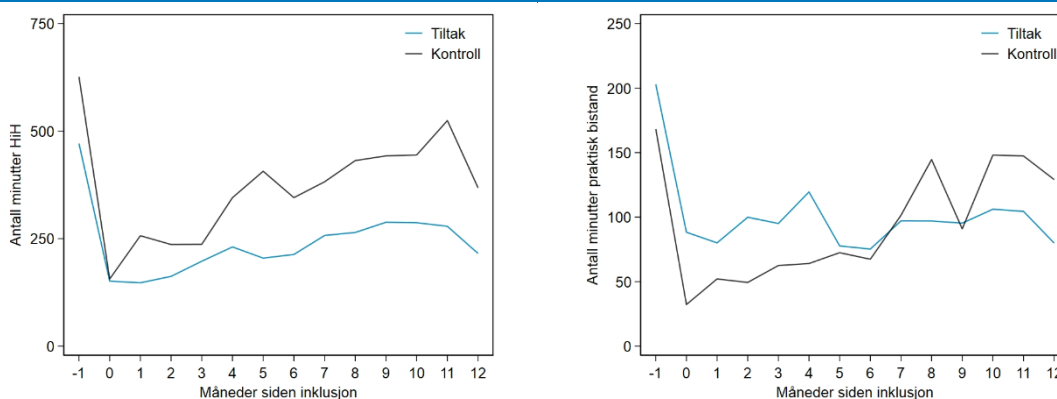 Antall minutter HiH
750
500
250
0
Tiltak
Kontroll
-1 0 1 2 3 4 5 6 7 8 9 10 11 12
Måneder siden inklusjon
Antall minutter praktisk bistand
250
200
150
100
50
0
Tiltak
Kontroll
-1 0 1 2 3 4 5 6 7 8 9 10 11 12
Måneder siden inklusjon